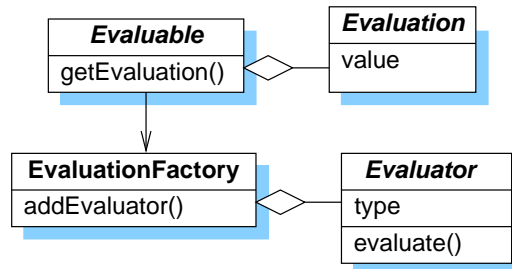 Evaluable
getEvaluation()
Evaluation
value
EvaluationFactory
addEvaluator()
Evaluator
type
evaluate()